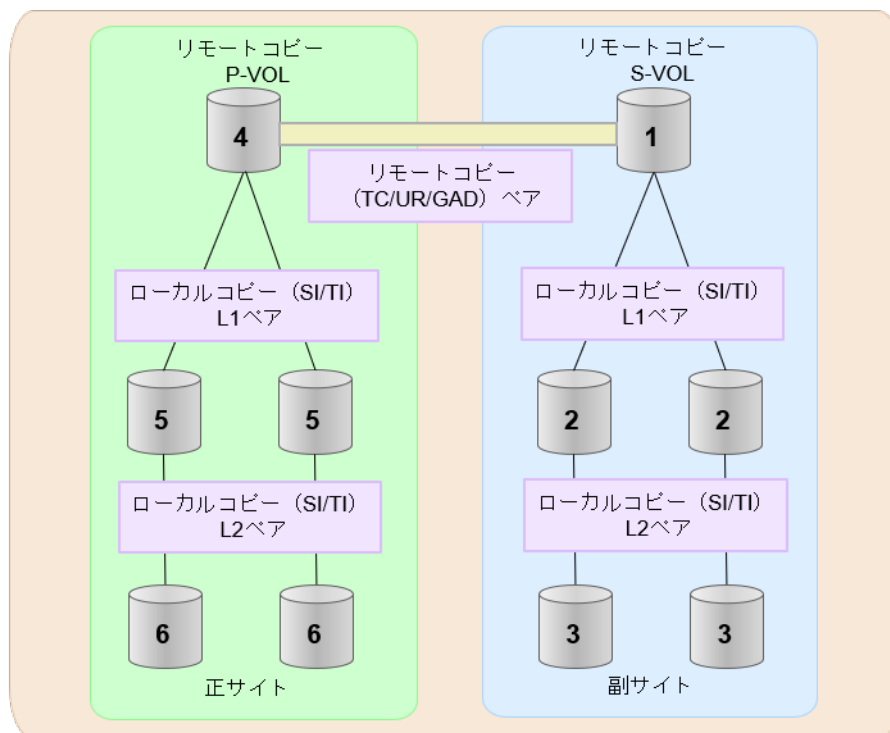 リモートコピー
P-VOL
リモートコピー
S-VOL
4
1
リモートコピー
（TC/UR/GAD）ペア
ローカルコピー（SI/TI）
L1ペア
ローカルコピー（SI/TI）
L1ペア
5
5
2
2
ローカルコピー（SI/TI）
L2ペア
ローカルコピー（SI/TI）
L2ペア
6
6
3
3
正サイト
副サイト